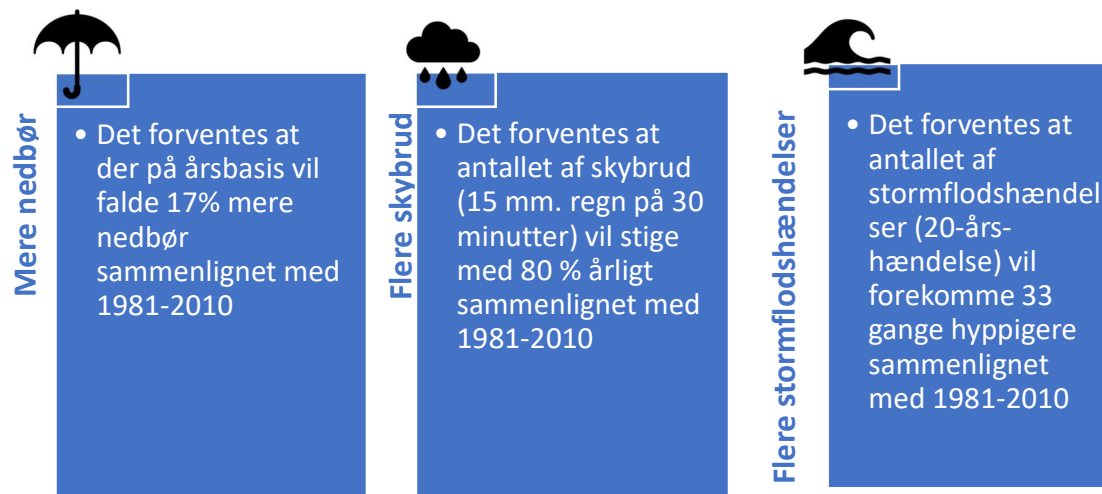 Mere nedbør
• Det forventes at
der på årsbasis vil
falde 17% mere
nedbør
sammenlignet med
1981-2010
Flere skybrud
• Det forventes at
antallet af skybrud
(15 mm. regn på 30
minutter) vil stige
med 80 % årligt
sammenlignet med
1981-2010
Flere stormflodshændelser
• Det forventes at
antallet af
stormflodshændel
ser (20-års-
hændelse) vil
forekomme 33
gange hyppigere
sammenlignet
med 1981-2010